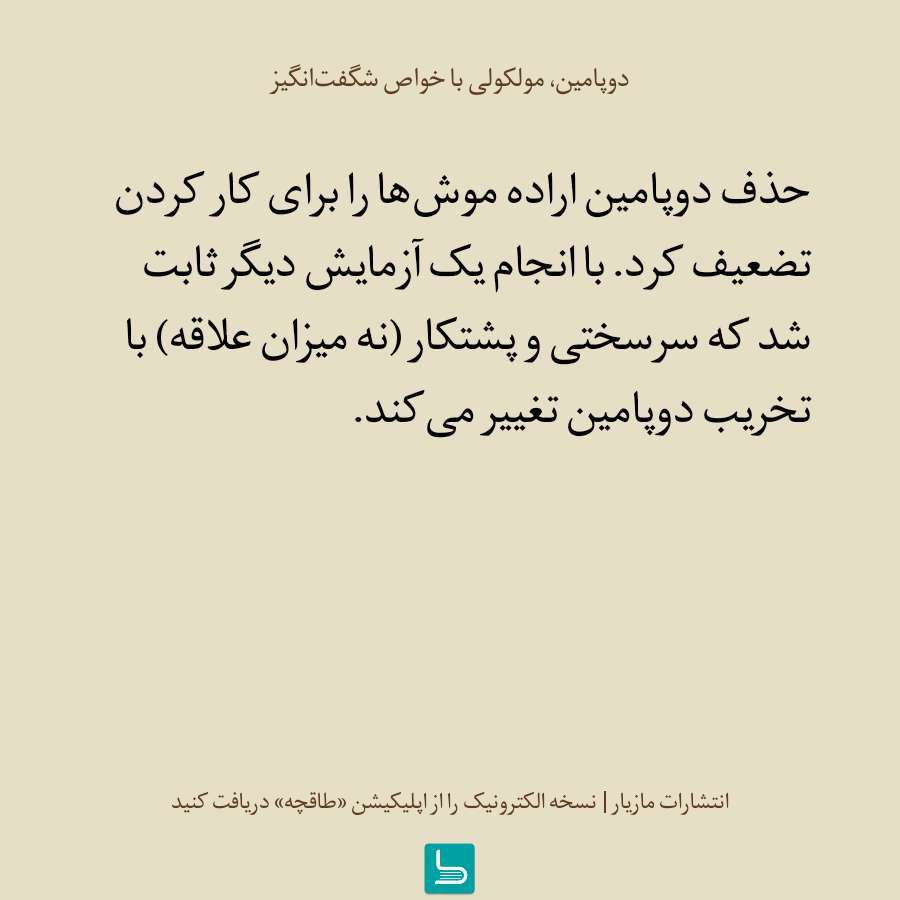 دوپامین، مولکولی با خواص شگفت‌انگیز
حذف دوپامین اراده موش‌ها را برای کار کردن
تضعیف کرد. با انجام یک آزمایش دیگر ثابت
شد که سرسختی و پشتکار (نه میزان علاقه) با
تخریب دوپامین تغییر می‌کند.
انتشارات مازیار | نسخه الکترونیک را از اپلیکیشن «طاقچه» دریافت کنید